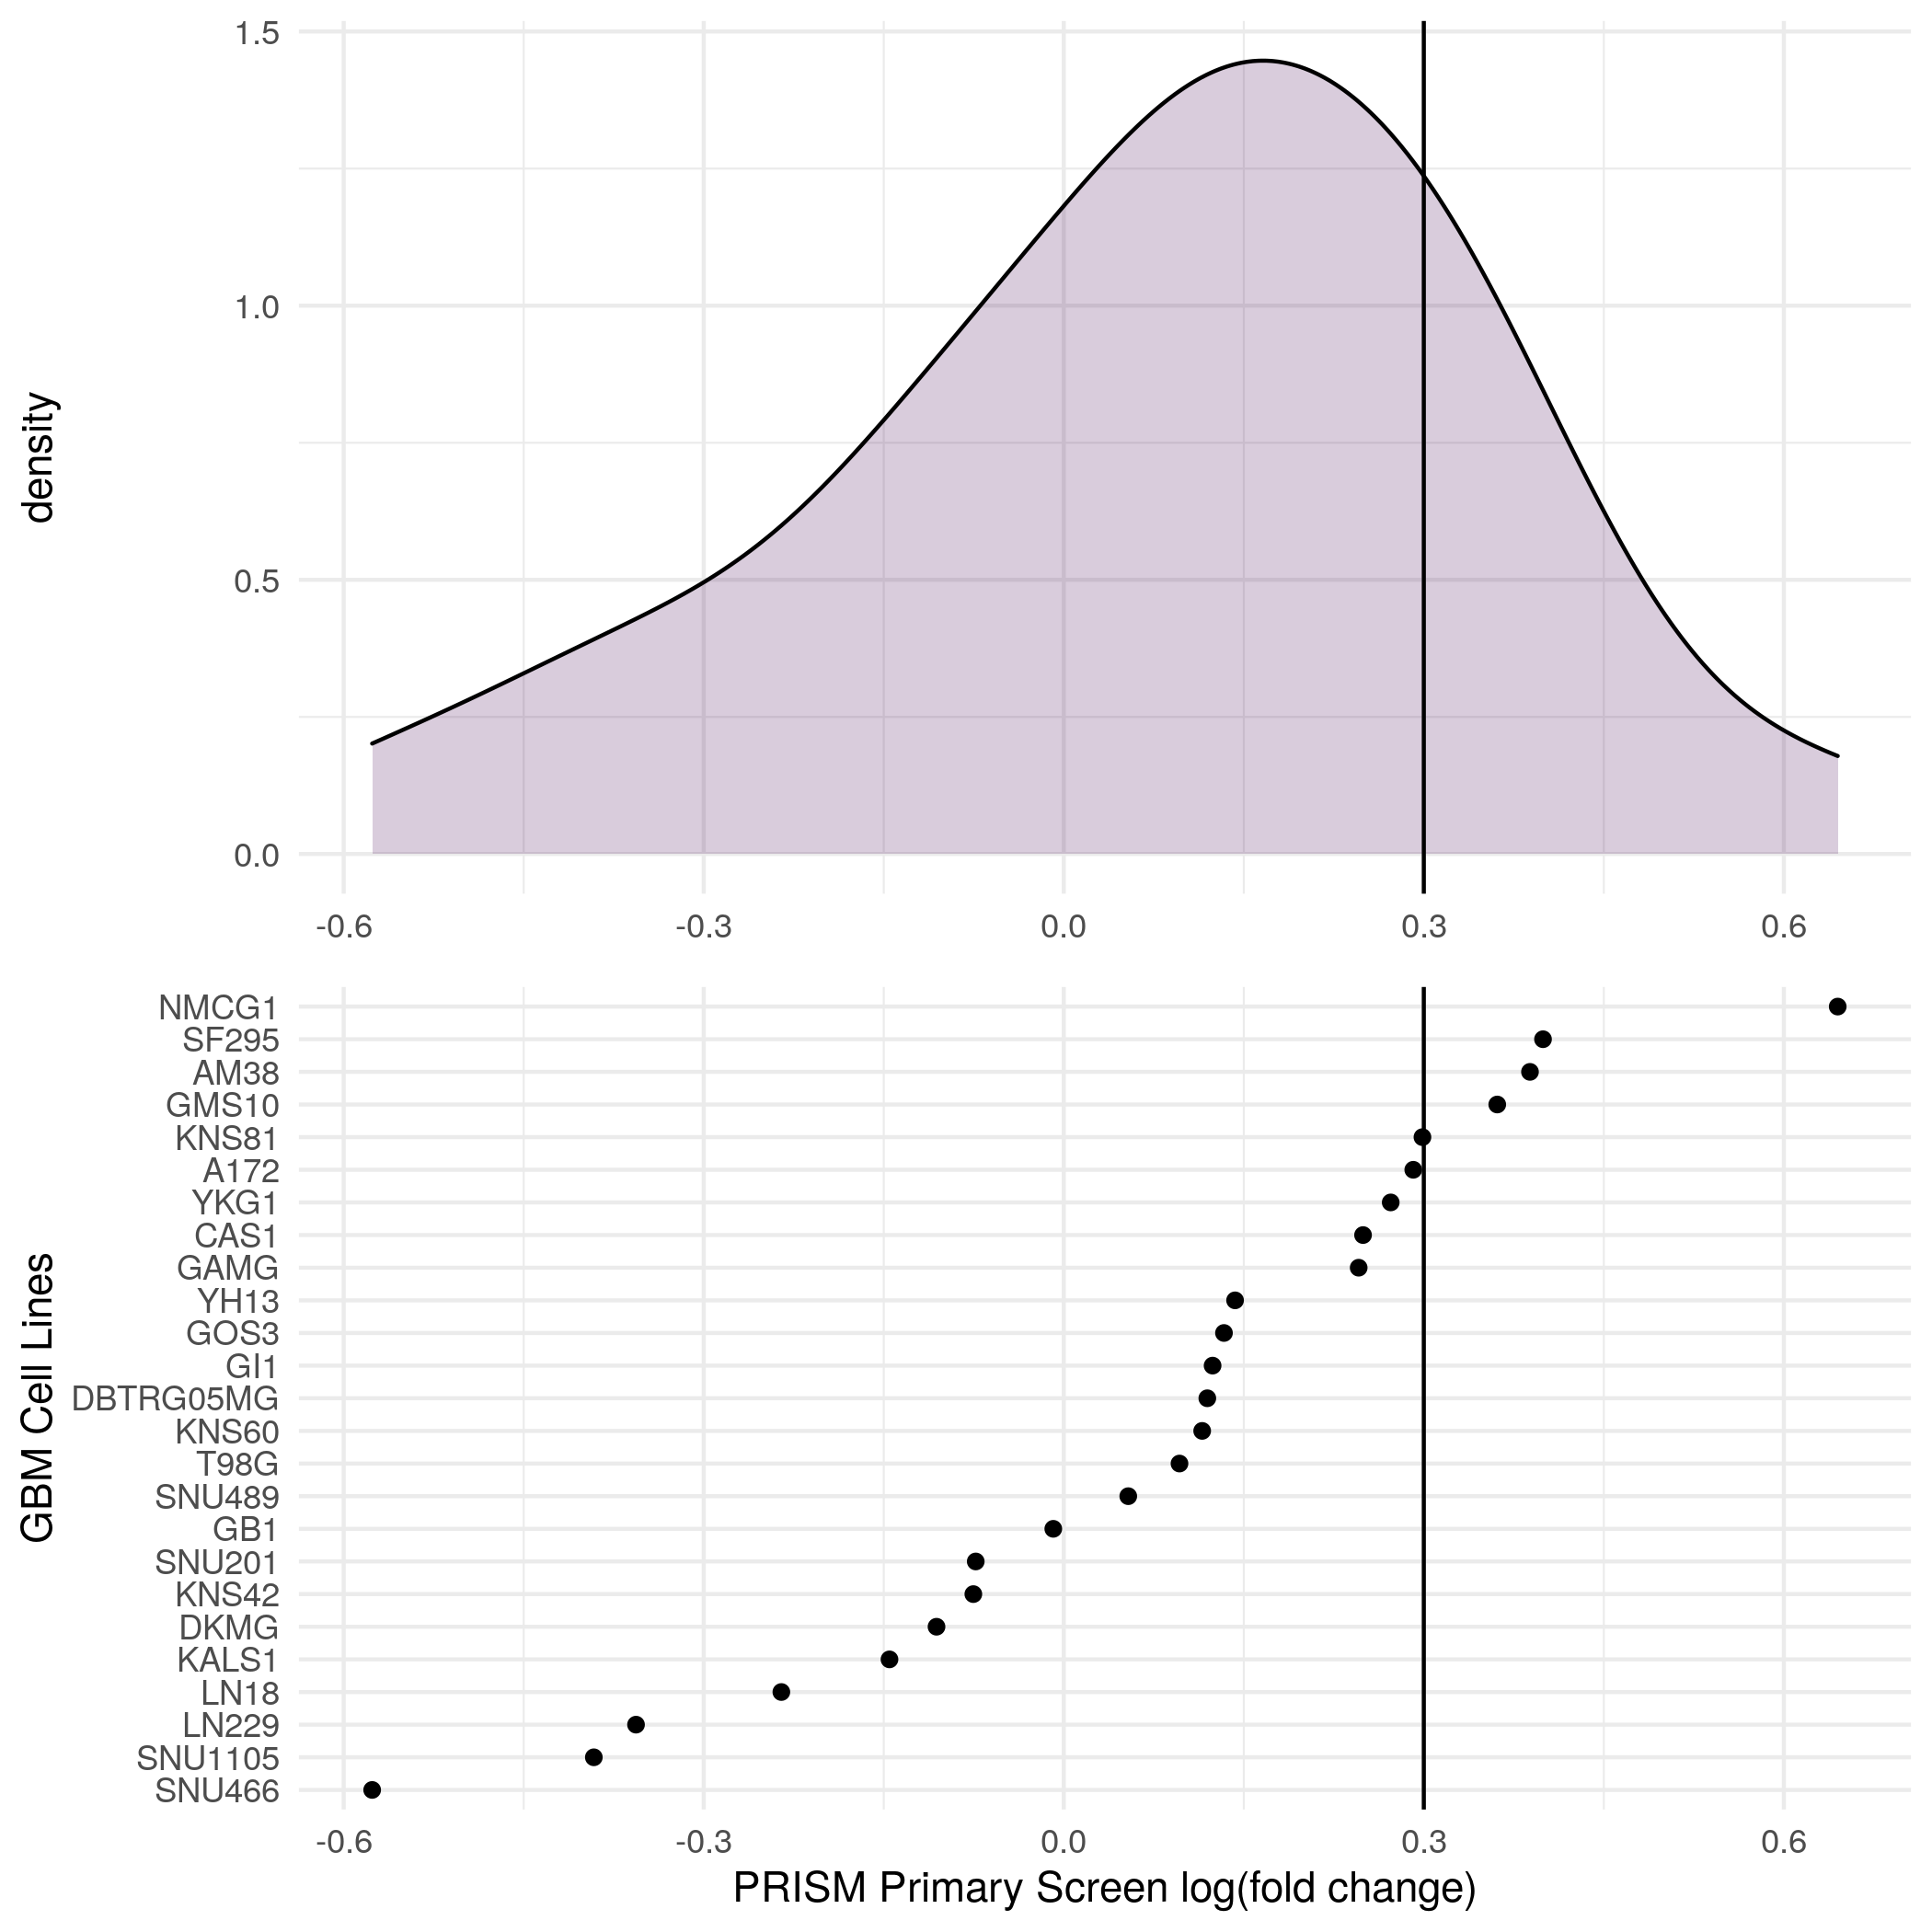 1.5
1.0
0.5
0.0
density
-0.6 -0.3 0.0 0.3 0.6
NMCG1
SF295
AM38
GMS10
KNS81
A172
YKG1
CAS1
GAMG
YH13
GOS3
GI1
DBTRG05MG
KNS60
T98G
SNU489
GB1
SNU201
KNS42
DKMG
KALS1
LN18
LN229
SNU1105
SNU466
GBM Cell Lines
-0.6 -0.3 0.0 0.3 0.6
PRISM Primary Screen log(fold change)